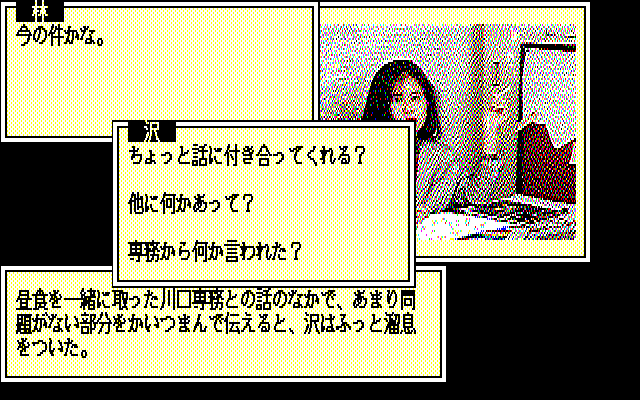 林
今の件かな。
沢
ちょっと話に付き合ってくれる？
他に何かあって？
専務から何か言われた？
昼食を一緒に取った川口専務との話のなかで、あまり問
題がない部分をかいつまんで伝えると、沢はふっと溜息
をついた。